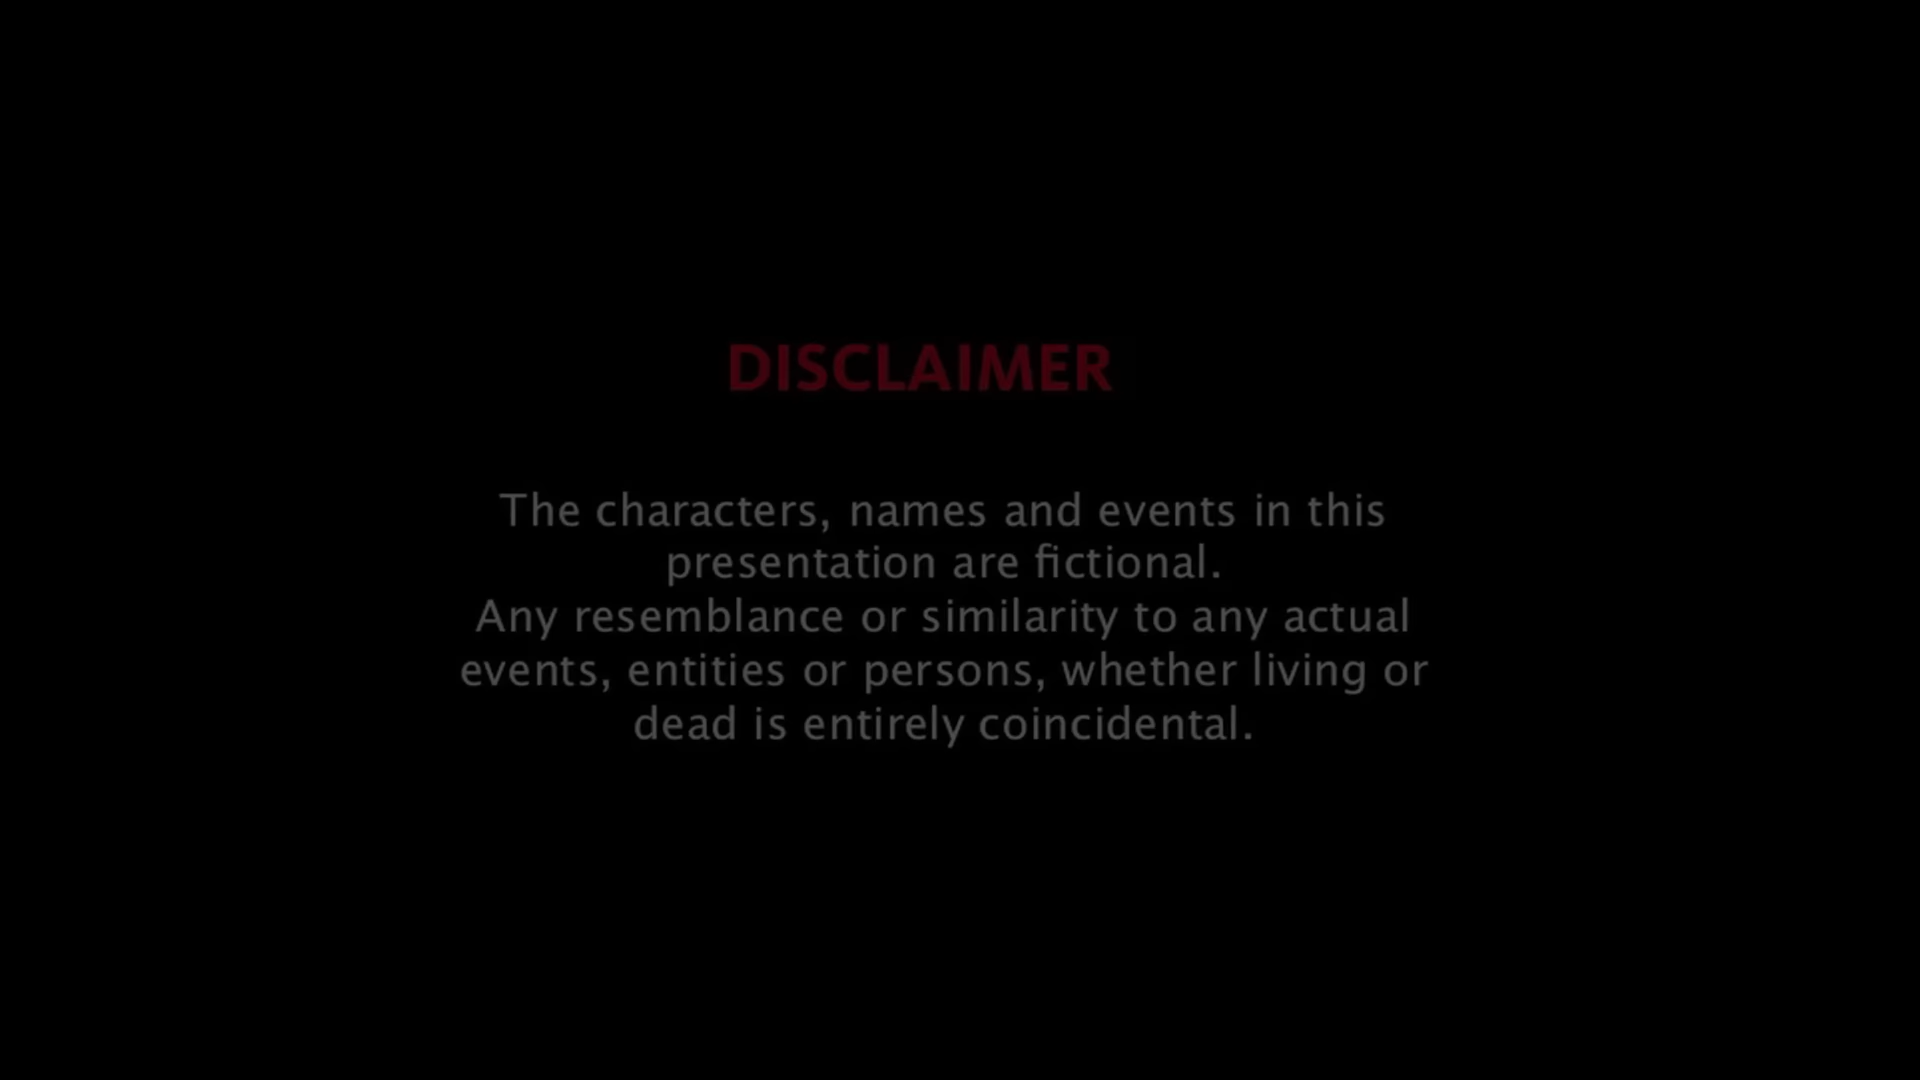 DISCLAIMER
The characters, names and events in this
presentation are fictional.
Any resemblance or similarity to any actual
events, entities or persons, whether living or
dead is entirely coincidental.